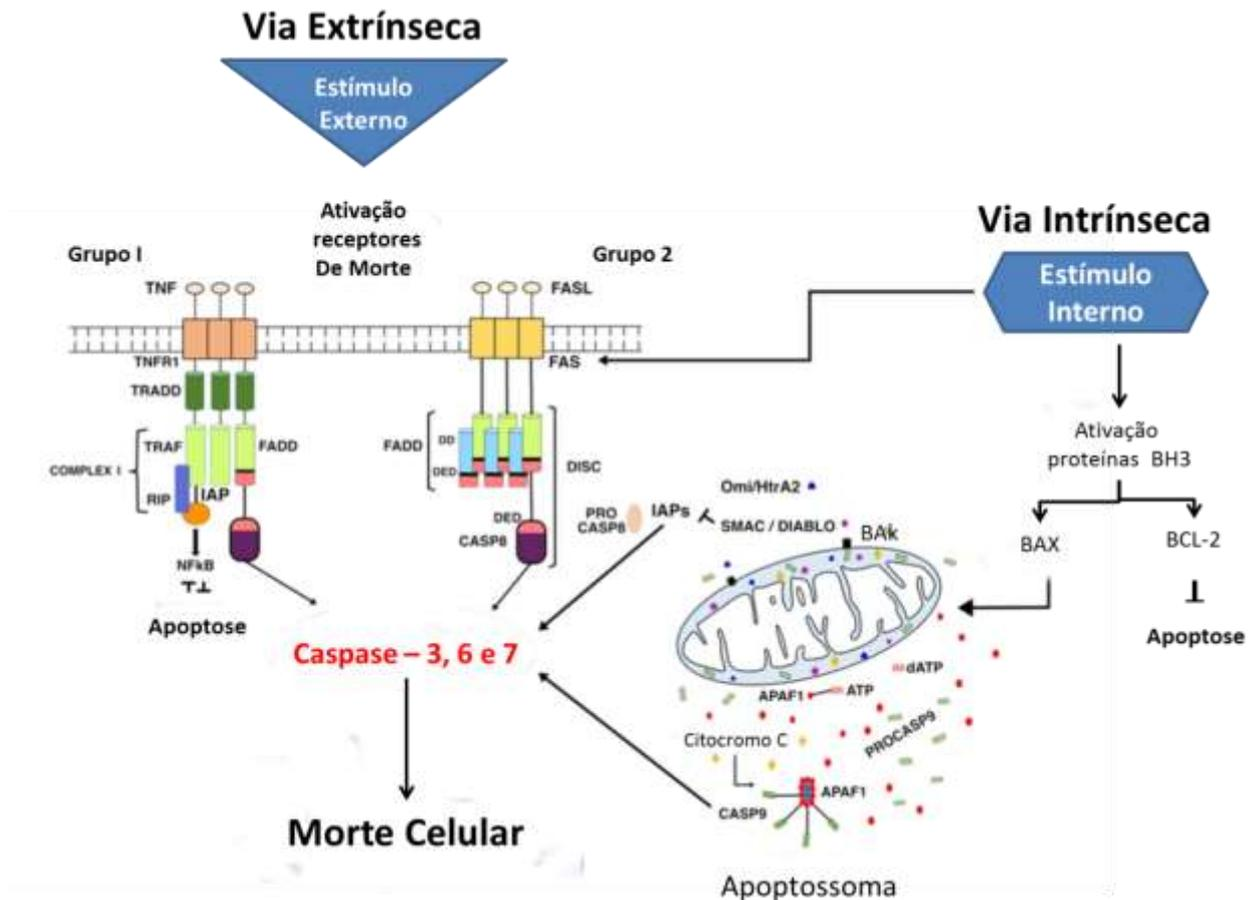 Via Extrínseca
Estímulo
Externo
Ativação
receptores
De Morte
Grupo I
Grupo 2
TNF
FASL
TNFR1
FAS
TRADD
TRAF
FADD
COMPLEX I
RIP
IAP
NFkB
Apoptose
FADD
DD
DED
DISC
DED
CASP8
PRO
CASP8
IAPs
Omi/HtrA2
SMAC / DIABLO
BAk
Via Intrínseca
Estímulo
Interno
Ativação
proteínas BH3
BAX
BCL-2
Apoptose
dATP
APAF1
ATP
PROCASP9
Citocromo C
APAF1
CASP9
Apoptossoma
Caspase – 3, 6 e 7
Morte Celular